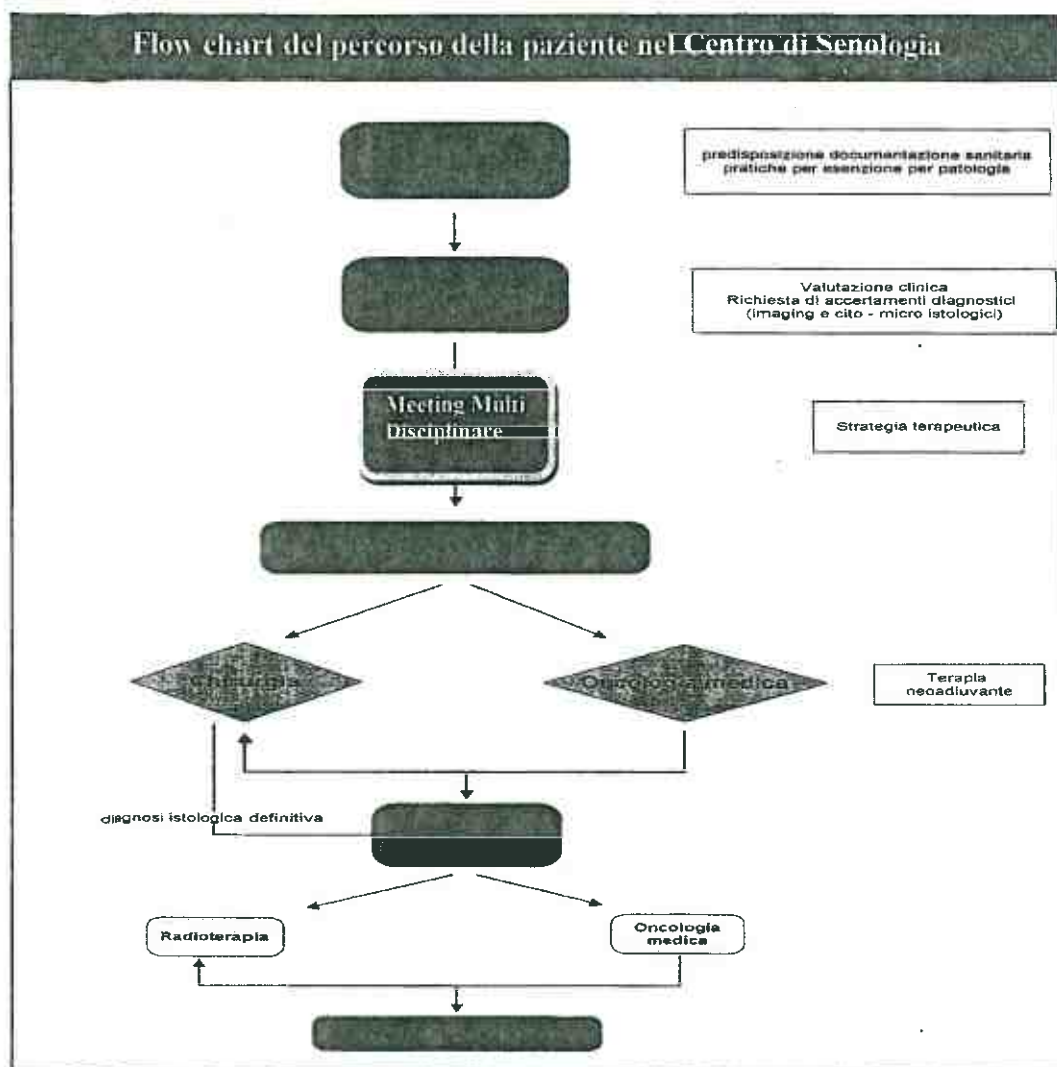 Flow chart del percorso della paziente nel Centro di Senologia
predisposizione documentazione sanitaria
pratiche per esenzione per patologia
Valutazione clinica
Richiesta di accertamenti diagnostici
(imaging e cito - micro istologici)
Meeting Multi
Disciplinare
Strategia terapeutica
Chirurgia
Oncologia medica
Terapia
neoadiuvante
diagnosi istologica definitiva
Radioterapia
Oncologia
medica